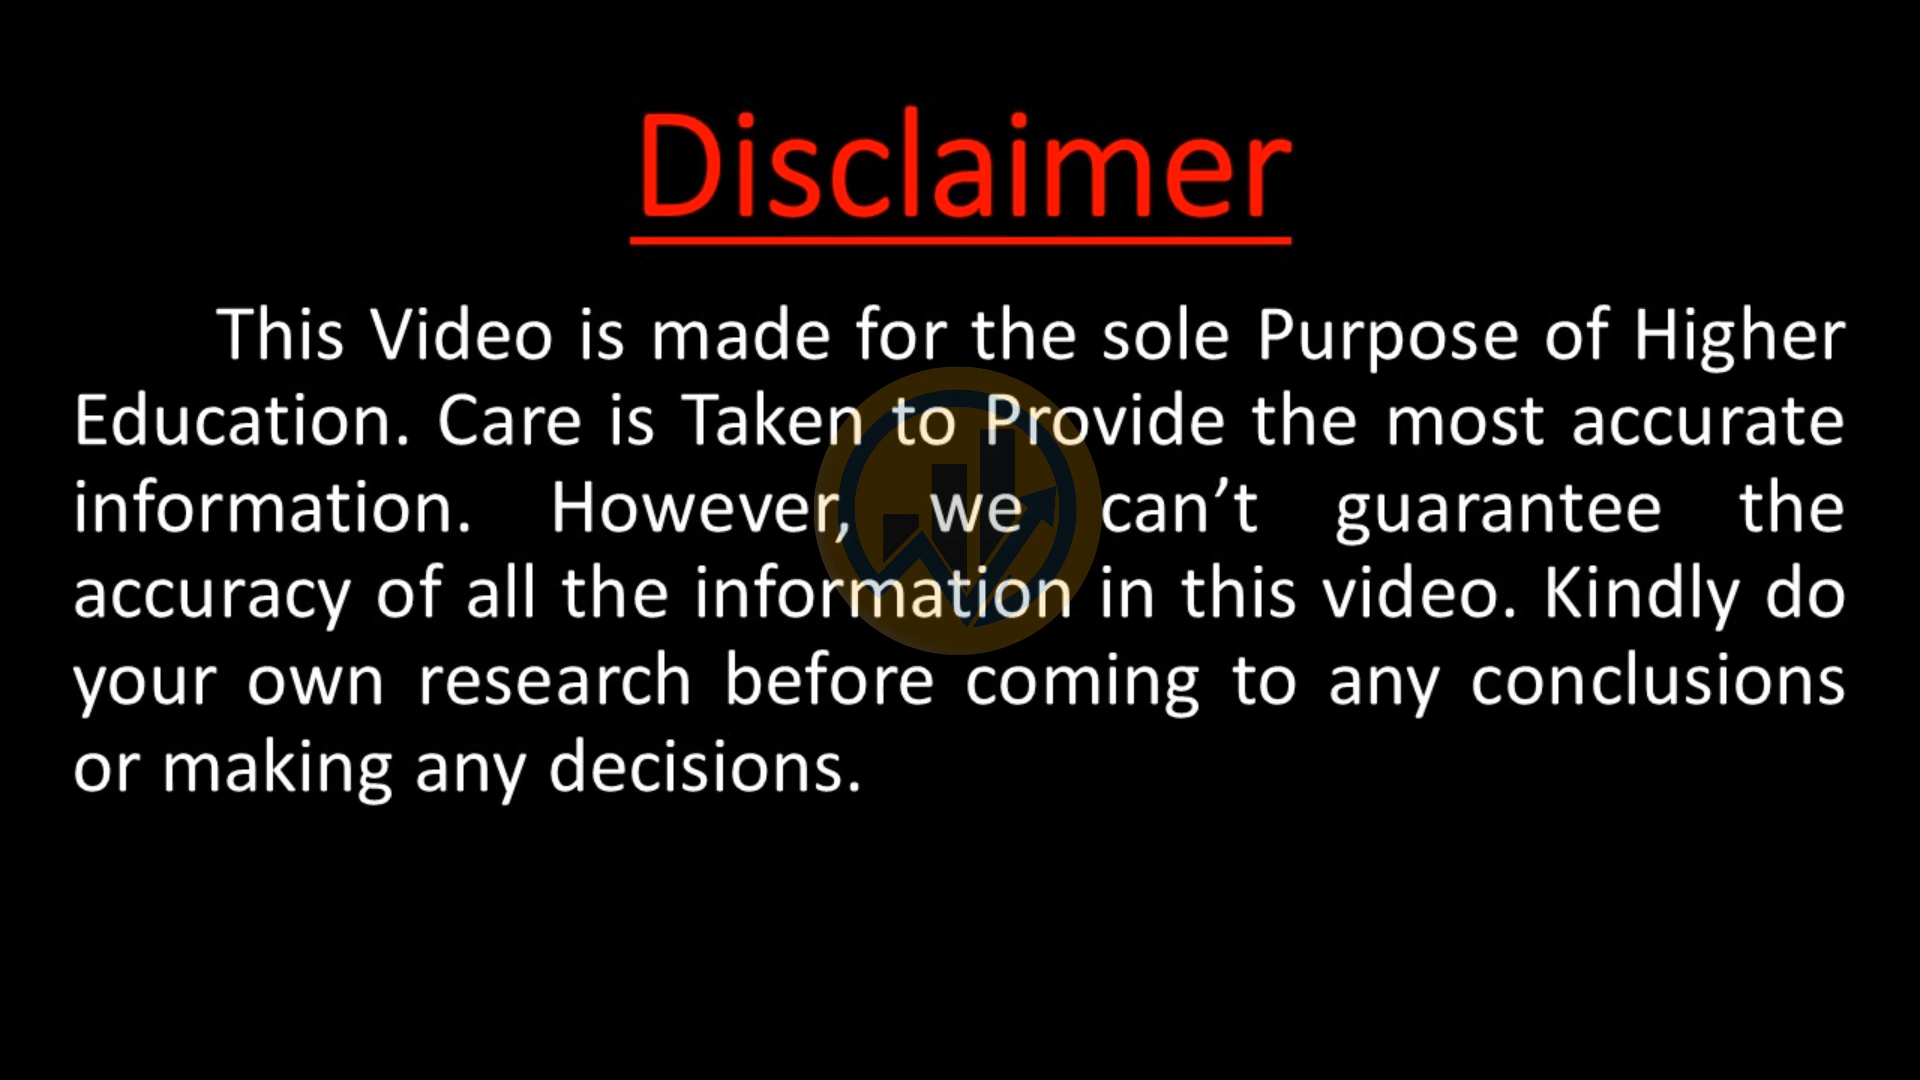 Disclaimer
This Video is made for the sole Purpose of Higher
Education. Care is Taken to Provide the most accurate
information. However, we can’t guarantee the
accuracy of all the information in this video. Kindly do
your own research before coming to any conclusions
or making any decisions.